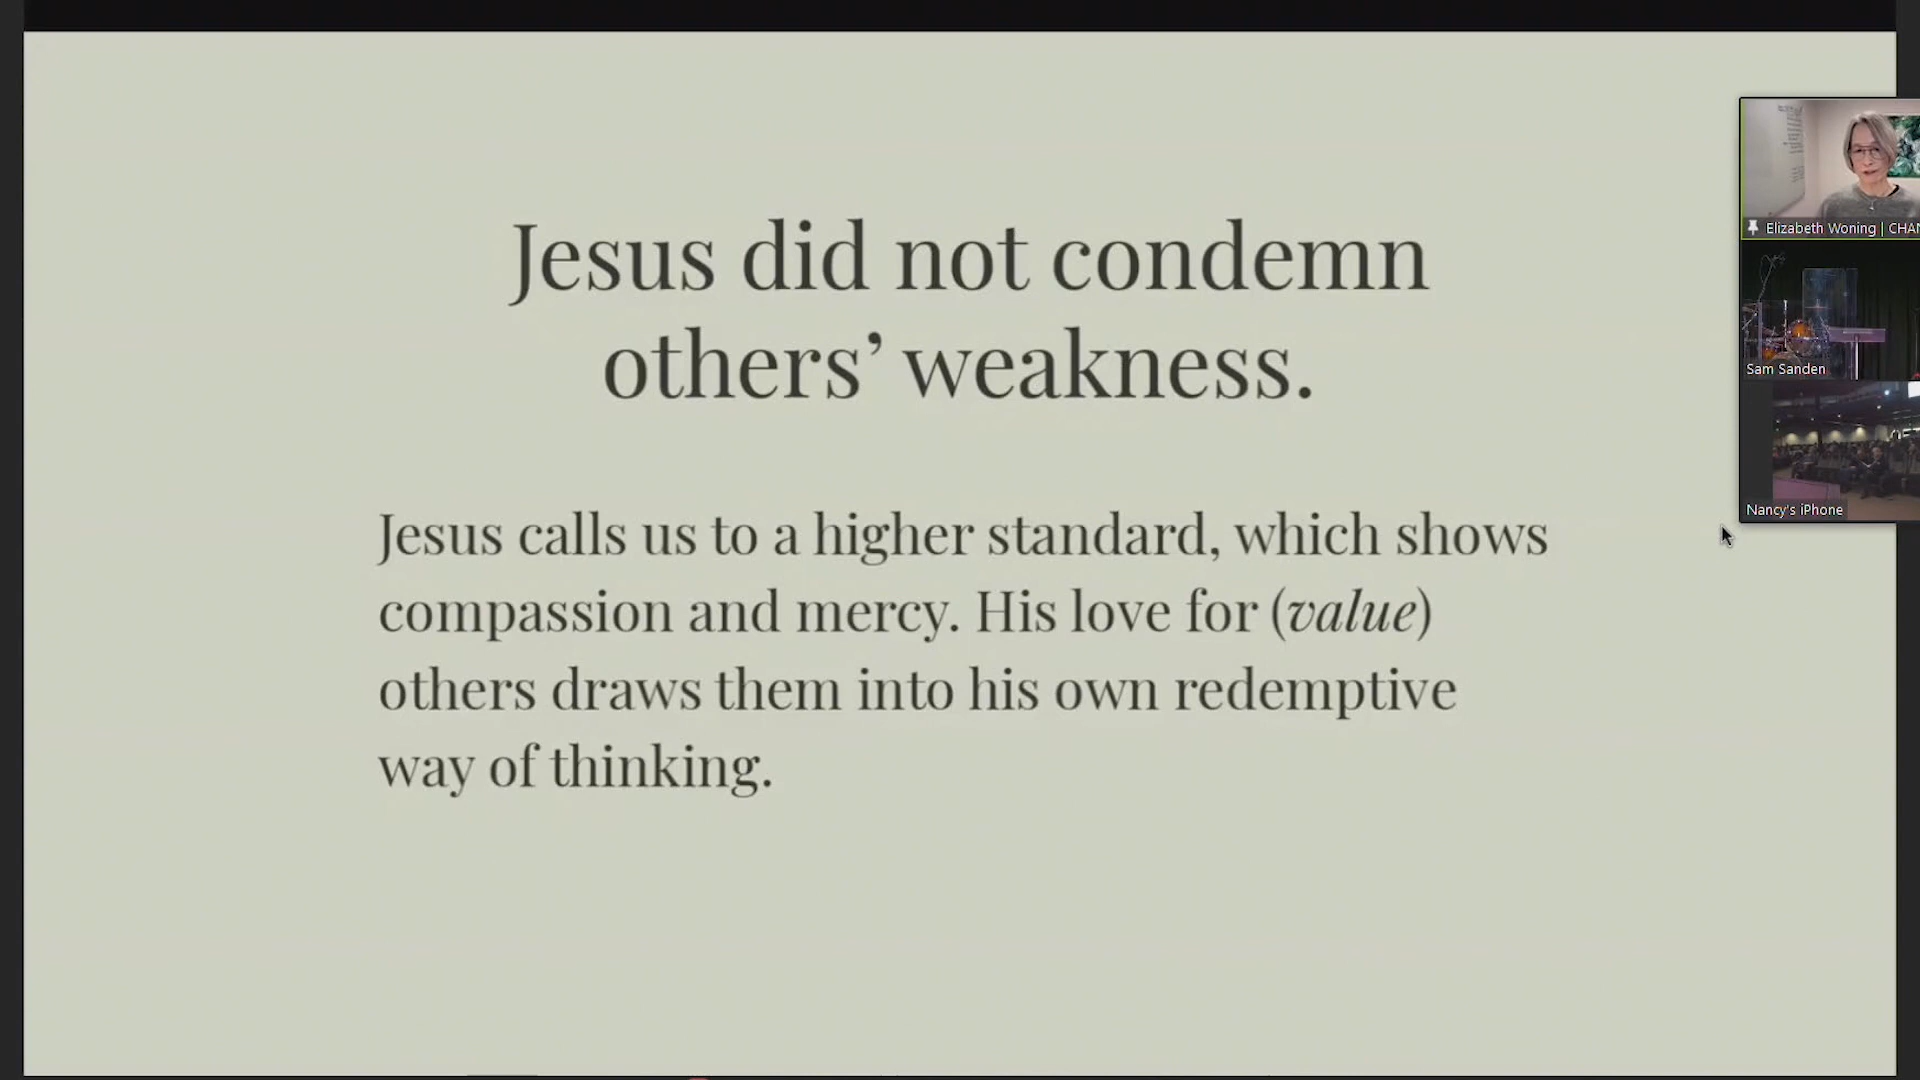 Jesus did not condemn
others’ weakness.
Jesus calls us to a higher standard, which shows
compassion and mercy. His love for (value)
others draws them into his own redemptive
way of thinking.
Elizabeth Woning | CHAN
Sam Sanden
Nancy's iPhone